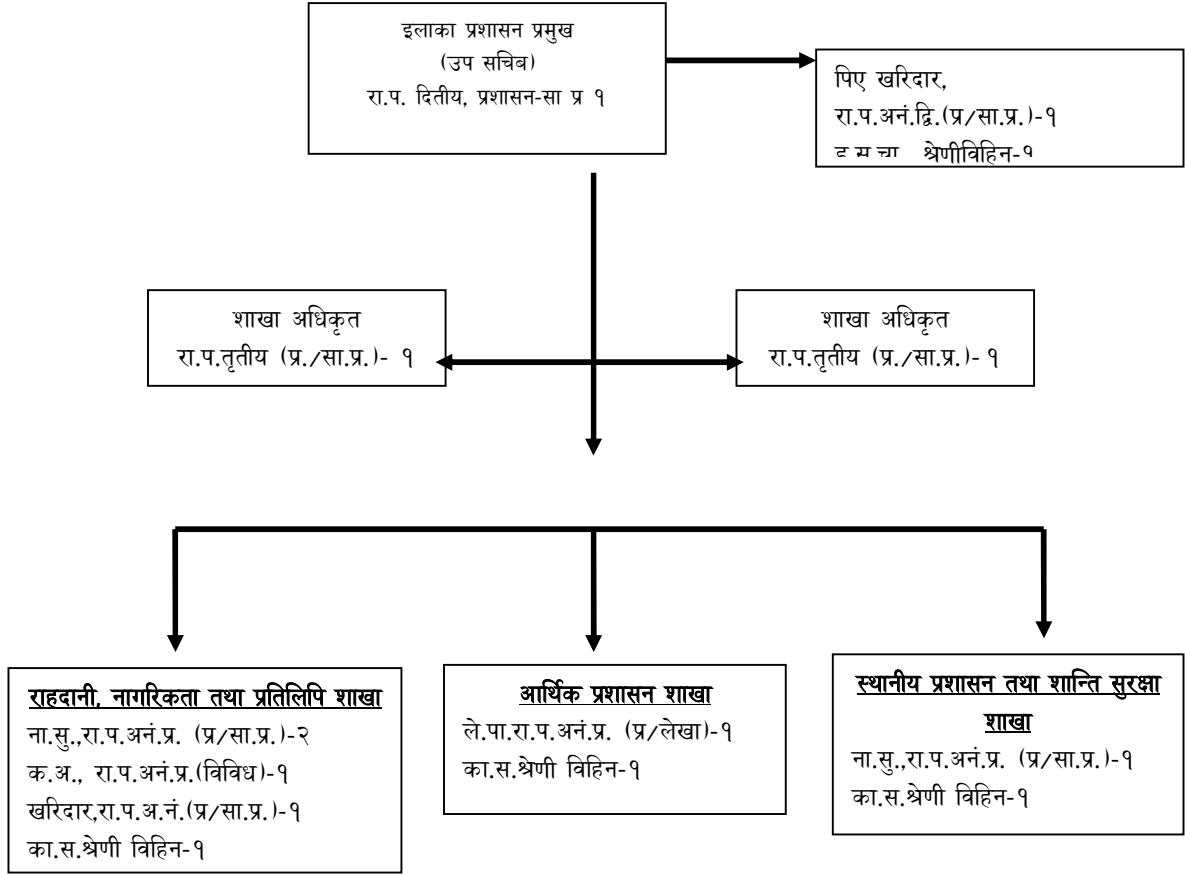 इलाका प्रशासन प्रमुख
(उप सचिब)
रा.प. दितीय, प्रशासन-सा प्र १
पिए खरिदार,
रा.प.अनं.द्वि.(प्र/सा.प्र.)-१
श्रेणीविहिन-१
शाखा अधिकृत
रा.प.तृतीय (प्र./सा.प्र.)- १
शाखा अधिकृत
रा.प.तृतीय (प्र./सा.प्र.)- १
राहदानी, नागरिकता तथा प्रतिलिपि शाखा
ना.सु.,रा.प.अनं.प्र. (प्र/सा.प्र.)-२
क.अ., रा.प.अनं.प्र.(विविध)-१
खरिदार,रा.प.अ.नं.(प्र/सा.प्र.)-१
का.स.श्रेणी विहिन-१
आर्थिक प्रशासन शाखा
ले.पा.रा.प.अनं.प्र. (प्र/लेखा)-१
का.स.श्रेणी विहिन-१
स्थानीय प्रशासन तथा शान्ति सुरक्षा
शाखा
ना.सु.,रा.प.अनं.प्र. (प्र/सा.प्र.)-१
का.स.श्रेणी विहिन-१